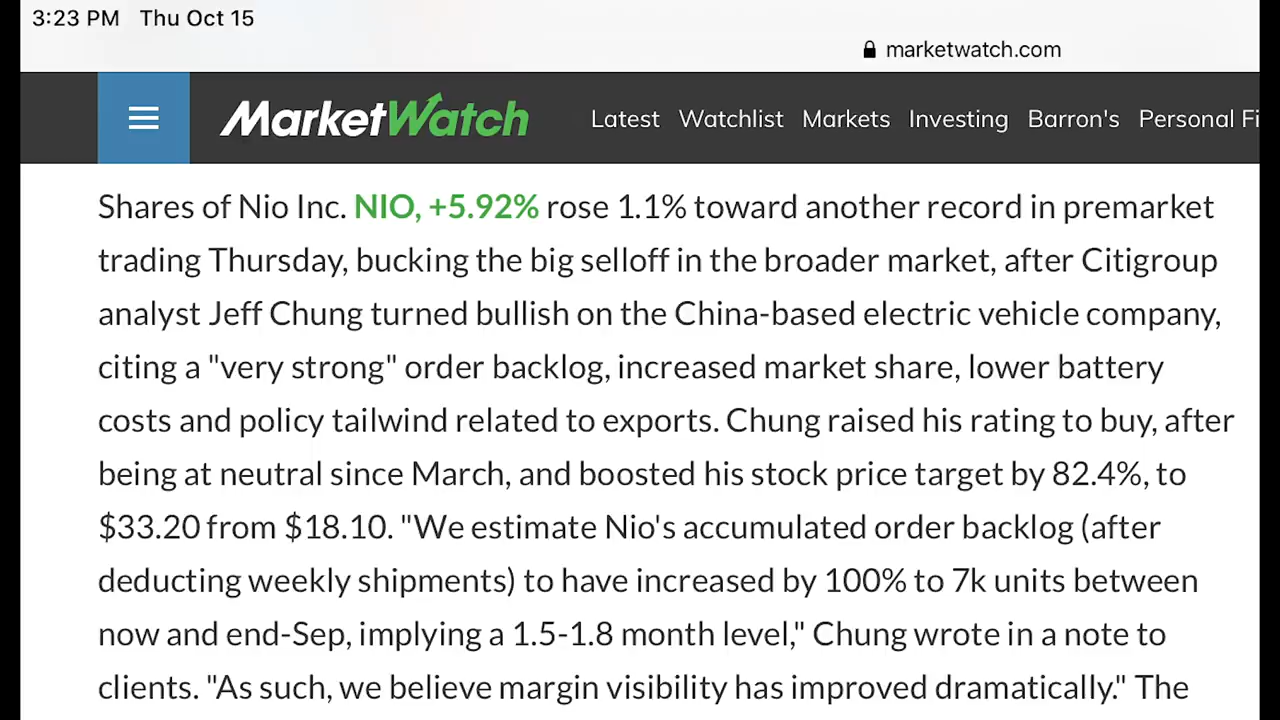 3:23 PM Thu Oct 15
marketwatch.com
MarketWatch Latest Watchlist Markets Investing Barron's Personal Fi
Shares of Nio Inc. NIO, +5.92% rose 1.1% toward another record in premarket
trading Thursday, bucking the big selloff in the broader market, after Citigroup
analyst Jeff Chung turned bullish on the China-based electric vehicle company,
citing a "very strong" order backlog, increased market share, lower battery
costs and policy tailwind related to exports. Chung raised his rating to buy, after
being at neutral since March, and boosted his stock price target by 82.4%, to
$33.20 from $18.10. "We estimate Nio's accumulated order backlog (after
deducting weekly shipments) to have increased by 100% to 7k units between
now and end-Sep, implying a 1.5-1.8 month level," Chung wrote in a note to
clients. "As such, we believe margin visibility has improved dramatically." The